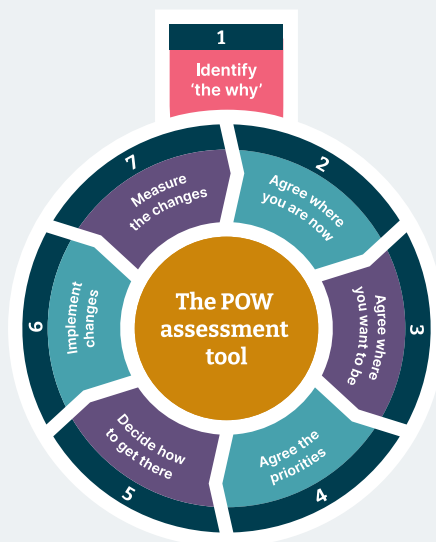 1
Identify
‘the why’
2
Agree where
you are now
3
Agree where
you want to be
4
Agree the
priorities
5
Decide how
to get there
6
Implement
changes
7
Measure
the changes
The POW
assessment
tool